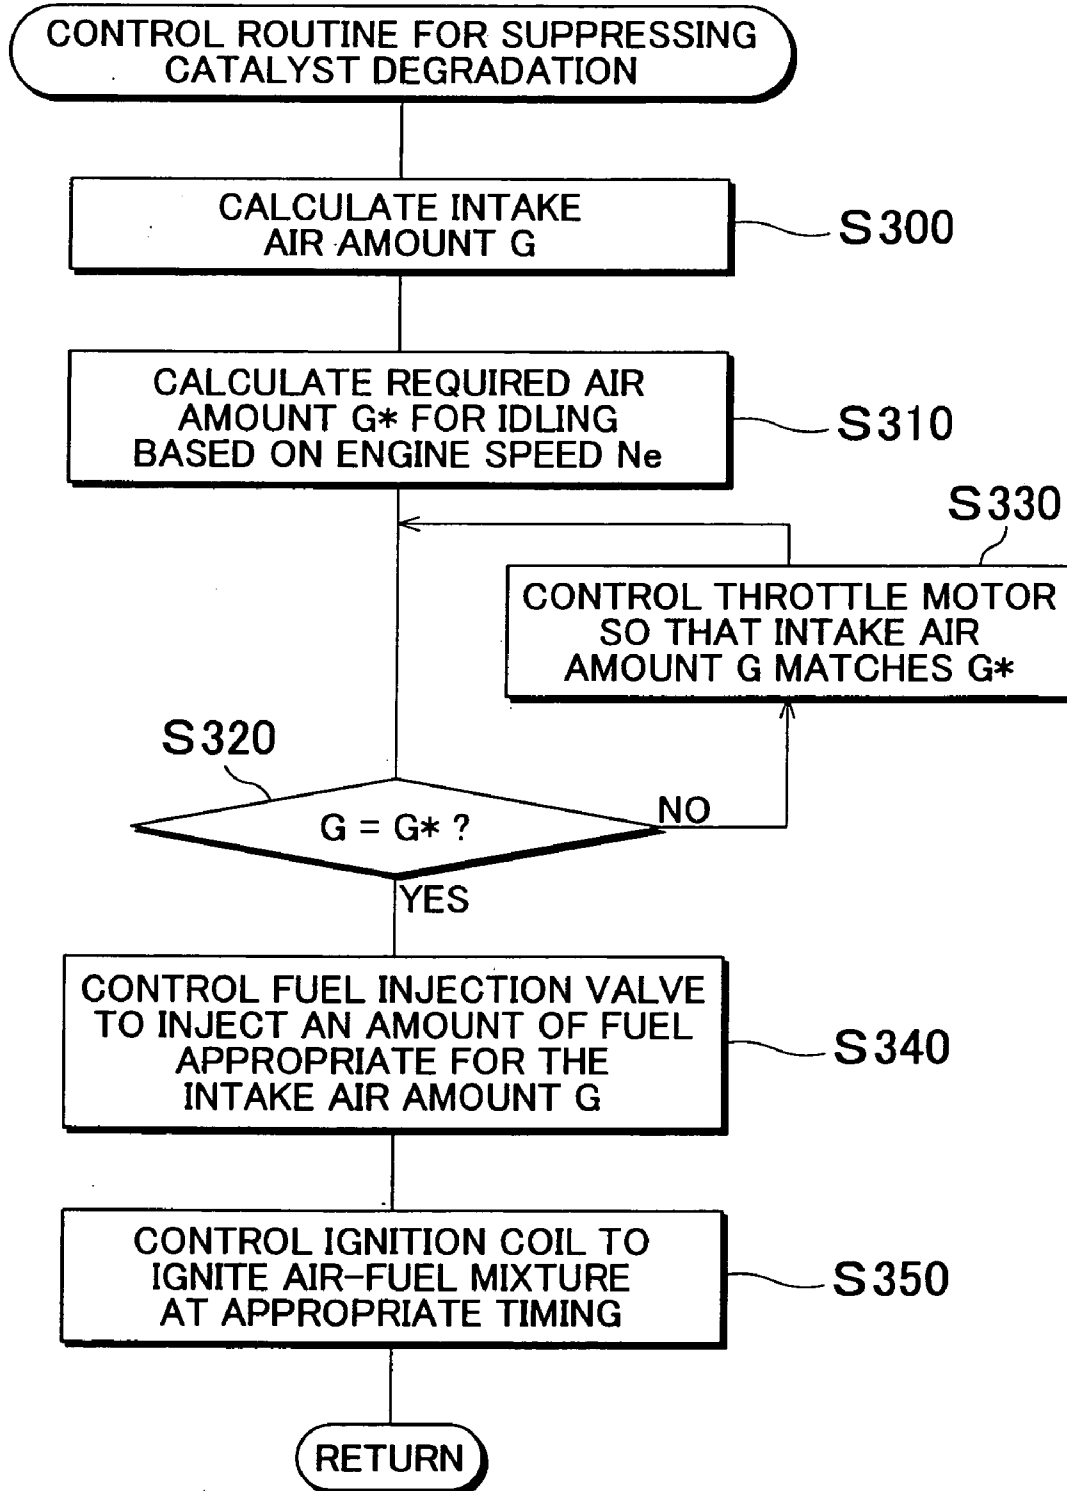 CONTROL ROUTINE FOR SUPPRESSING
CATALYST DEGRADATION
CALCULATE INTAKE
AIR AMOUNT G
S300
CALCULATE REQUIRED AIR
AMOUNT G* FOR IDLING
BASED ON ENGINE SPEED Ne
S310
S330
CONTROL THROTTLE MOTOR
SO THAT INTAKE AIR
AMOUNT G MATCHES G*
S320
G = G* ?
NO
YES
CONTROL FUEL INJECTION VALVE
TO INJECT AN AMOUNT OF FUEL
APPROPRIATE FOR THE
INTAKE AIR AMOUNT G
S340
CONTROL IGNITION COIL TO
IGNITE AIR-FUEL MIXTURE
AT APPROPRIATE TIMING
S350
RETURN